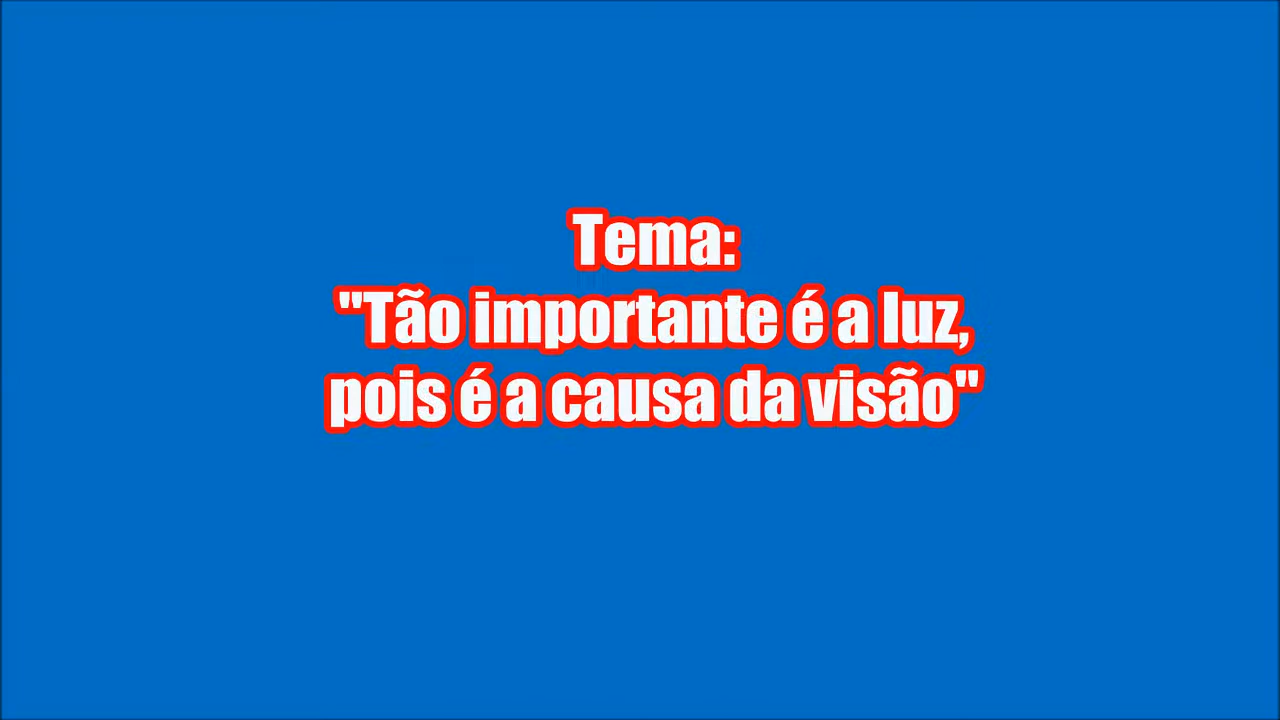 Tema:
"Tão importante é a luz,
pois é a causa da visão"